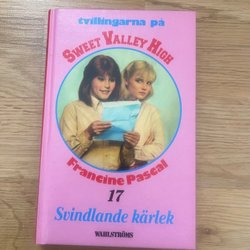 tvillingarna på
SWEET VALLEY HIGH
Francine Pascal
17
Svindlande kärlek
WAHLSTRÖMS